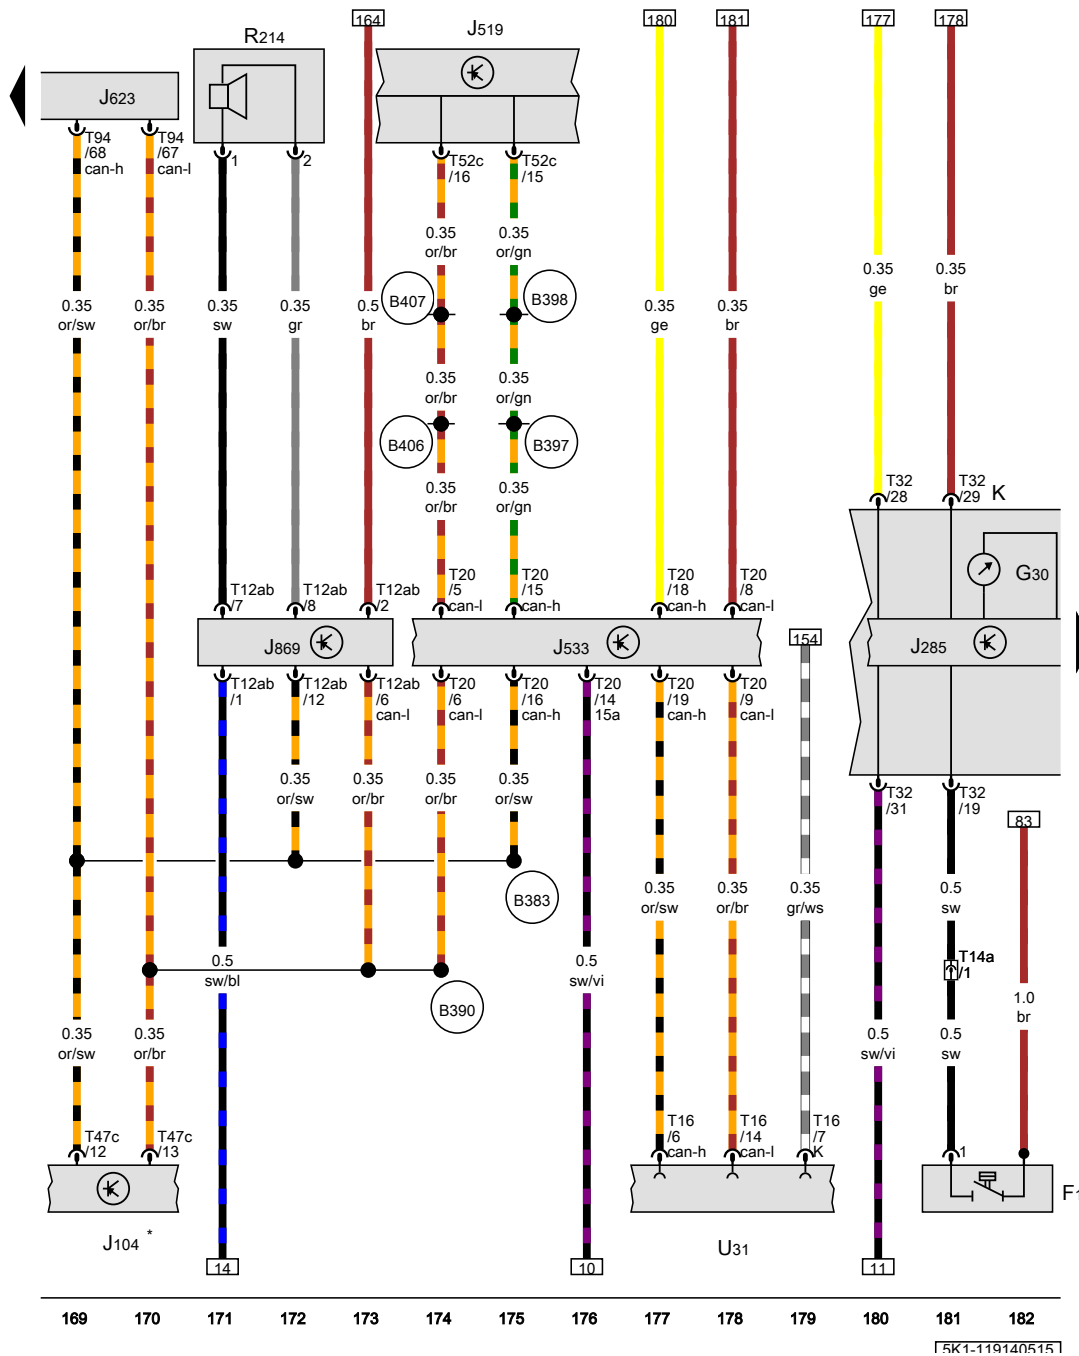 164
180
181
177
178
R214
J519
J623
T94
/68
can-h
T94
/67
can-l
1
2
T52c
/16
T52c
/15
0.35
or/br
0.35
or/gn
0.35
ge
0.35
br
B407
B398
0.35
or/sw
0.35
or/br
0.35
sw
0.35
gr
0.5
br
0.35
ge
0.35
br
0.35
or/br
0.35
or/gn
B406
B397
0.35
or/br
0.35
or/gn
T32
/28
T32
/29
K
G30
T12ab
/7
T12ab
/8
T12ab
/2
T20
/5
can-l
T20
/15
can-h
T20
/18
can-h
T20
/8
can-l
J869
J533
154
J285
T12ab
/1
T12ab
/12
T12ab
/6
can-l
T20
/6
can-l
T20
/16
can-h
T20
/14
15a
T20
/19
can-h
T20
/9
can-l
0.35
or/sw
0.35
or/br
0.35
or/br
0.35
or/sw
T32
/31
T32
/19
83
B383
0.35
or/sw
0.35
or/br
0.35
gr/ws
0.5
sw
0.5
sw/bl
0.5
sw/vi
T14a
/1
B390
1.0
br
0.35
or/sw
0.35
or/br
0.5
sw/vi
0.5
sw
T47c
/12
T47c
/13
T16
/6
can-h
T16
/14
can-l
T16
/7
K
1
J104 *
U31
F1
14
10
11
169 170 171 172 173 174 175 176 177 178 179 180 181 182
5K1-119140515